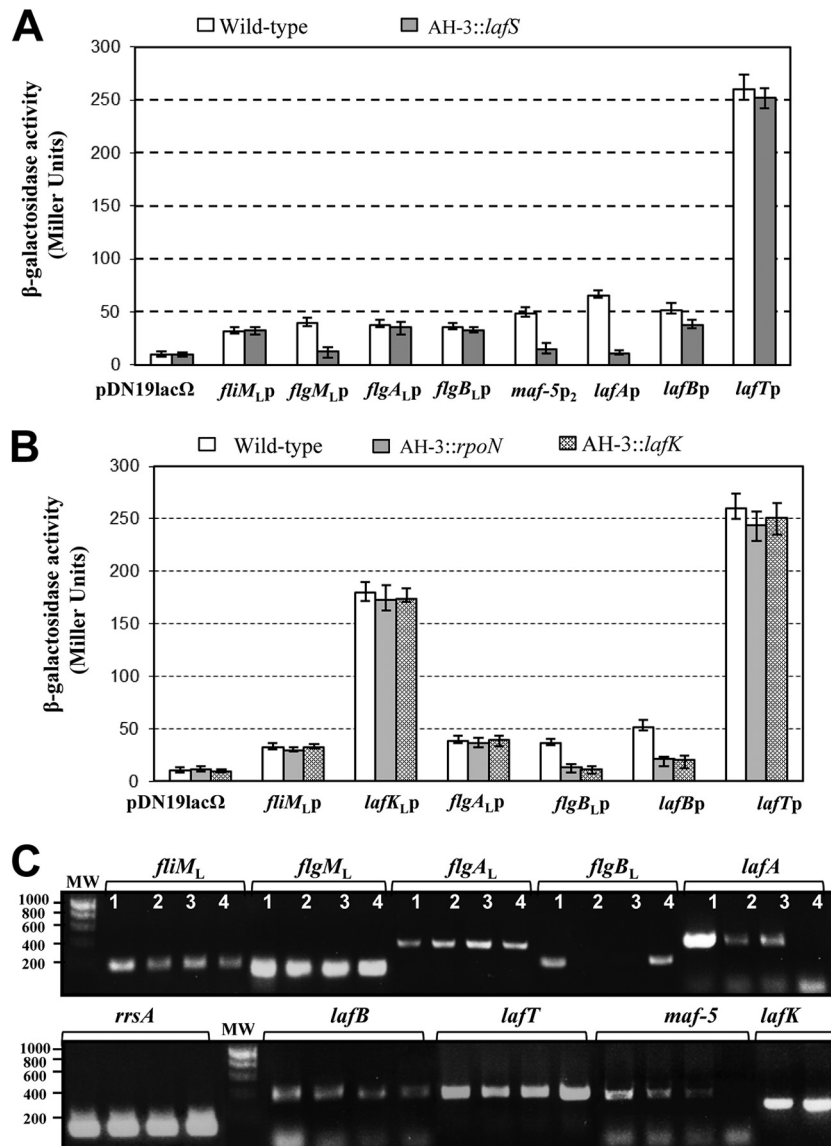 A
Wild-type AH-3::lafS
β-galactosidase activity
(Miller Units)
300
250
200
150
100
50
0
pDN19lacΩ fliMLp flgMLp flgALp flgBLp maf-5p2 lafAp lafBp lafTp
B
Wild-type AH-3::rpoN AH-3::lafK
β-galactosidase activity
(Miller Units)
300
250
200
150
100
50
0
pDN19lacΩ fliMLp lafKLp flgALp flgBLp lafBp lafTp
C
fliML flgML flgAL flgBL lafA
MW
1 2 3 4 1 2 3 4 1 2 3 4 1 2 3 4 1 2 3 4
1000
800
600
400
200
rrsA MW lafB lafT maf-5 lafK
1000
800
600
400
200